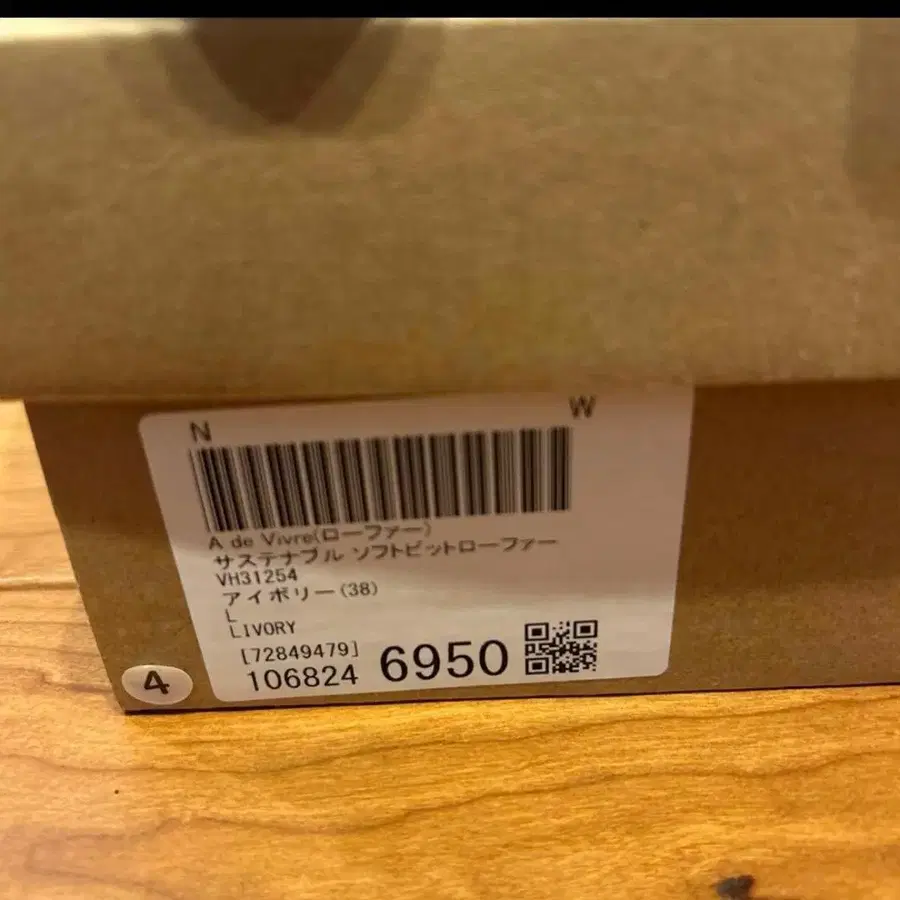 N W
A de Vivre(ローファー)
サステナブル ソフトビットローファー
VH31254
アイボリー(38)
L
LIVORY
[72849479]
106824 6950
4